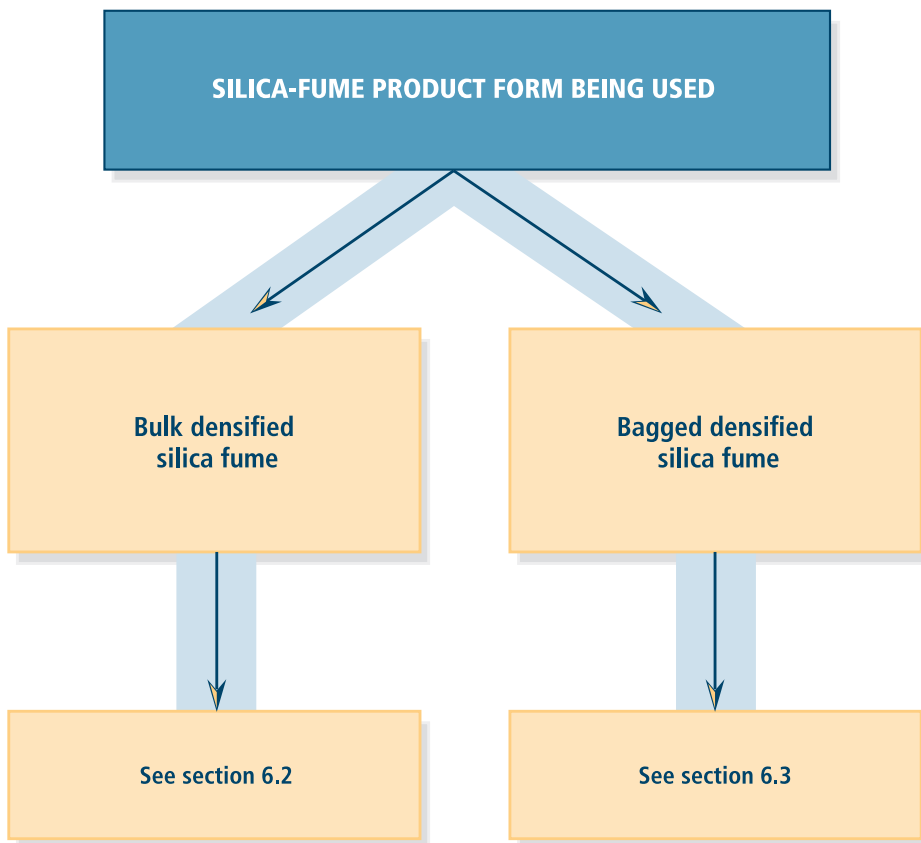 SILICA-FUME PRODUCT FORM BEING USED
Bulk densified
silica fume
Bagged densified
silica fume
See section 6.2
See section 6.3